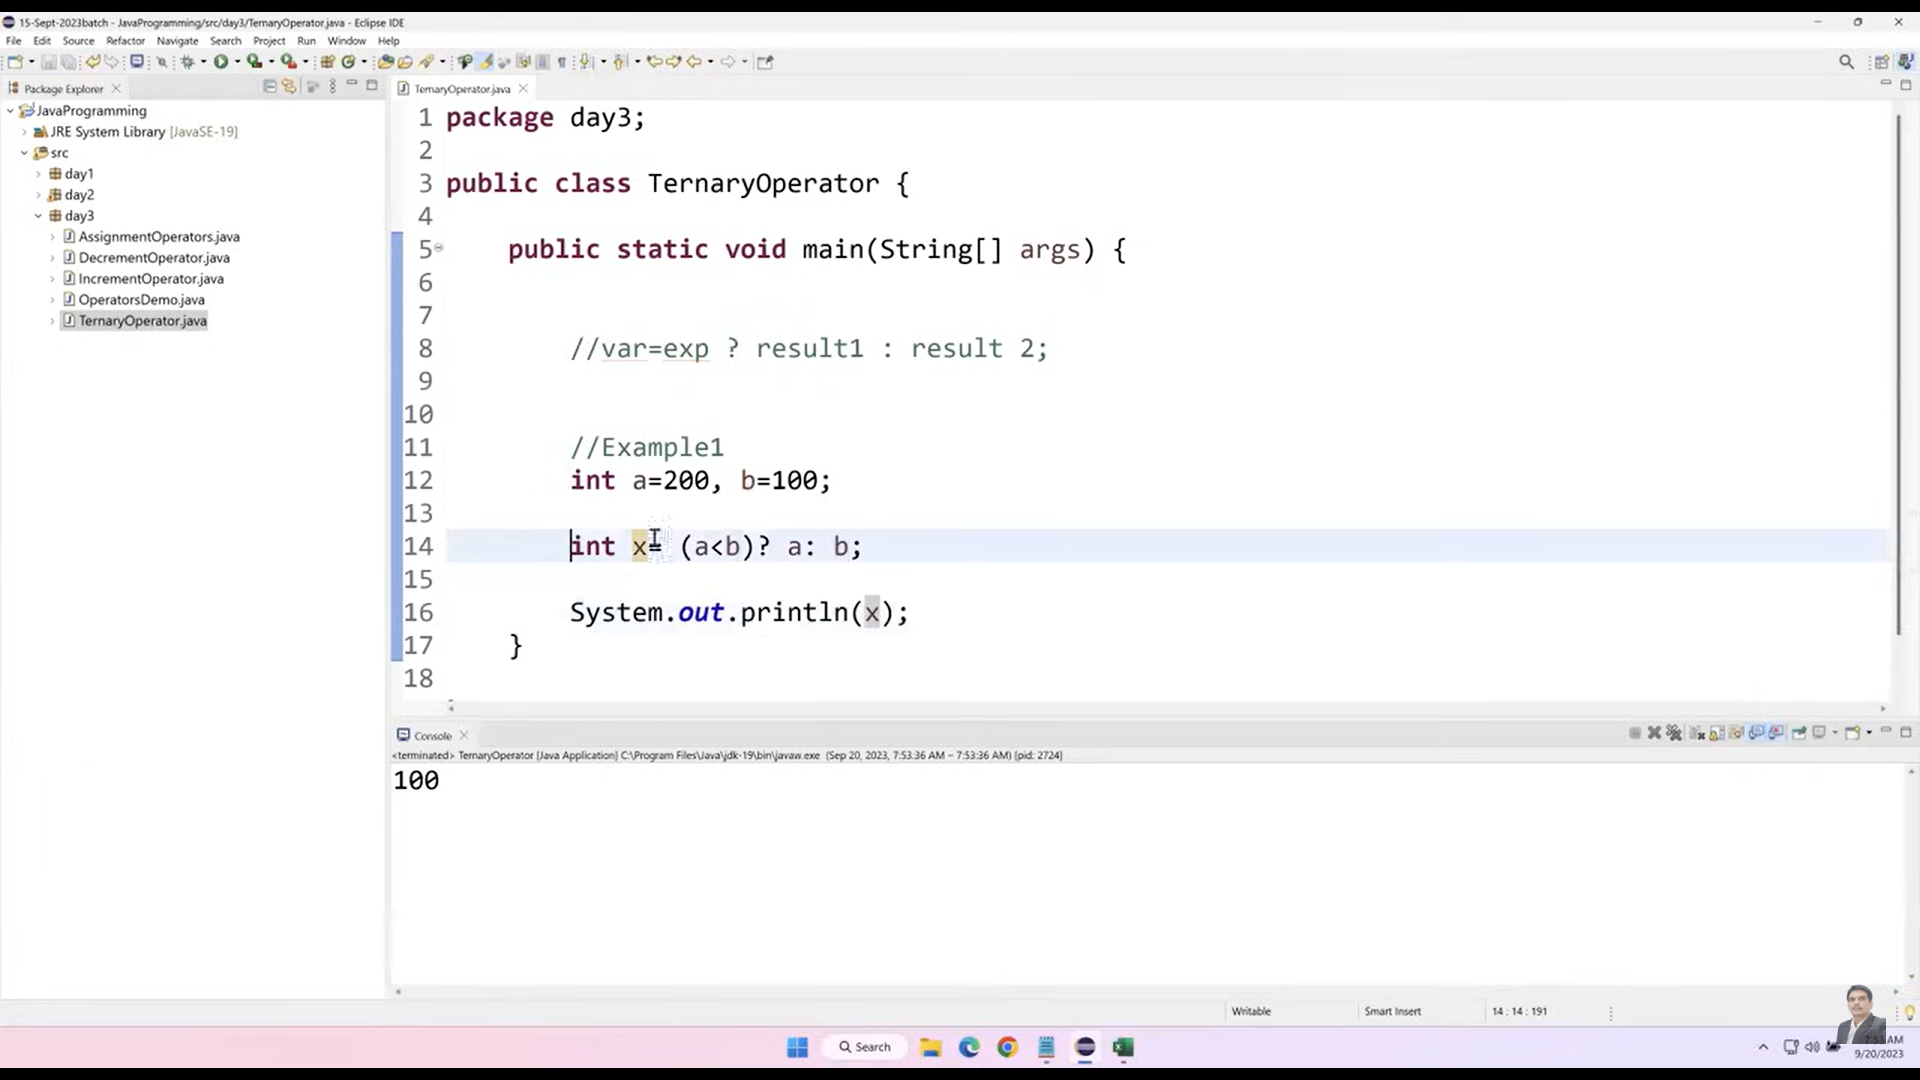 15-Sept-2023batch - JavaProgramming/src/day3/TernaryOperator.java - Eclipse IDE
File Edit Source Refactor Navigate Search Project Run Window Help
Package Explorer
JavaProgramming
JRE System Library [JavaSE-19]
src
day1
day2
day3
AssignmentOperators.java
DecrementOperator.java
IncrementOperator.java
OperatorsDemo.java
TernaryOperator.java
TernaryOperator.java
1 package day3;
2
3 public class TernaryOperator {
4
5 public static void main(String[] args) {
6
7
8 //var=exp ? result1 : result 2;
9
10
11 //Example1
12 int a=200, b=100;
13
14 int x= (a<b)? a: b;
15
16 System.out.println(x);
17 }
18
Console
<terminated> TernaryOperator [Java Application] C:\Program Files\Java\jdk-19\bin\javaw.exe (Sep 20, 2023, 7:53:36 AM – 7:53:36 AM) [pid: 2724]
100
Writable Smart Insert 14 : 14 : 191
Search
AM
9/20/2023